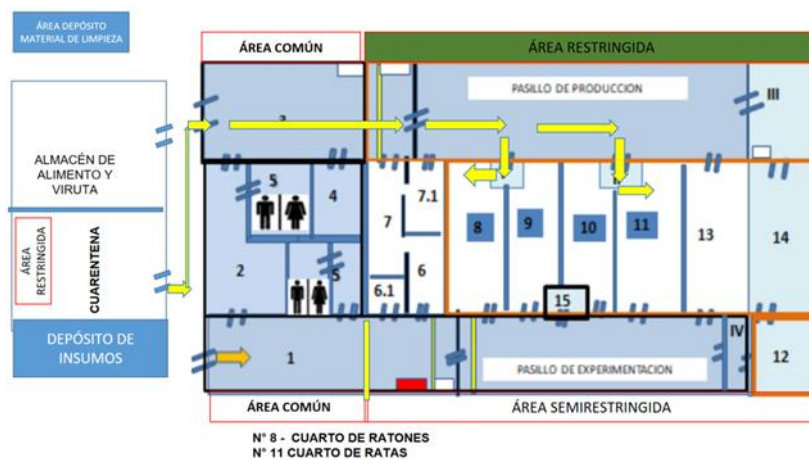 ÁREA DEPÓSITO
MATERIAL DE LIMPIEZA
ÁREA COMÚN
ÁREA RESTRINGIDA
PASILLO DE PRODUCCION
III
3
ALMACÉN DE
ALIMENTO Y
VIRUTA
5
4
7.1
7
8
9
10
11
13
14
ÁREA
RESTRINGIDA
CUARENTENA
2
5
6
6.1
15
DEPÓSITO DE
INSUMOS
1
PASILLO DE EXPERIMENTACION
IV
12
ÁREA COMÚN
ÁREA SEMIRESTRINGIDA
N° 8 - CUARTO DE RATONES
N° 11 CUARTO DE RATAS